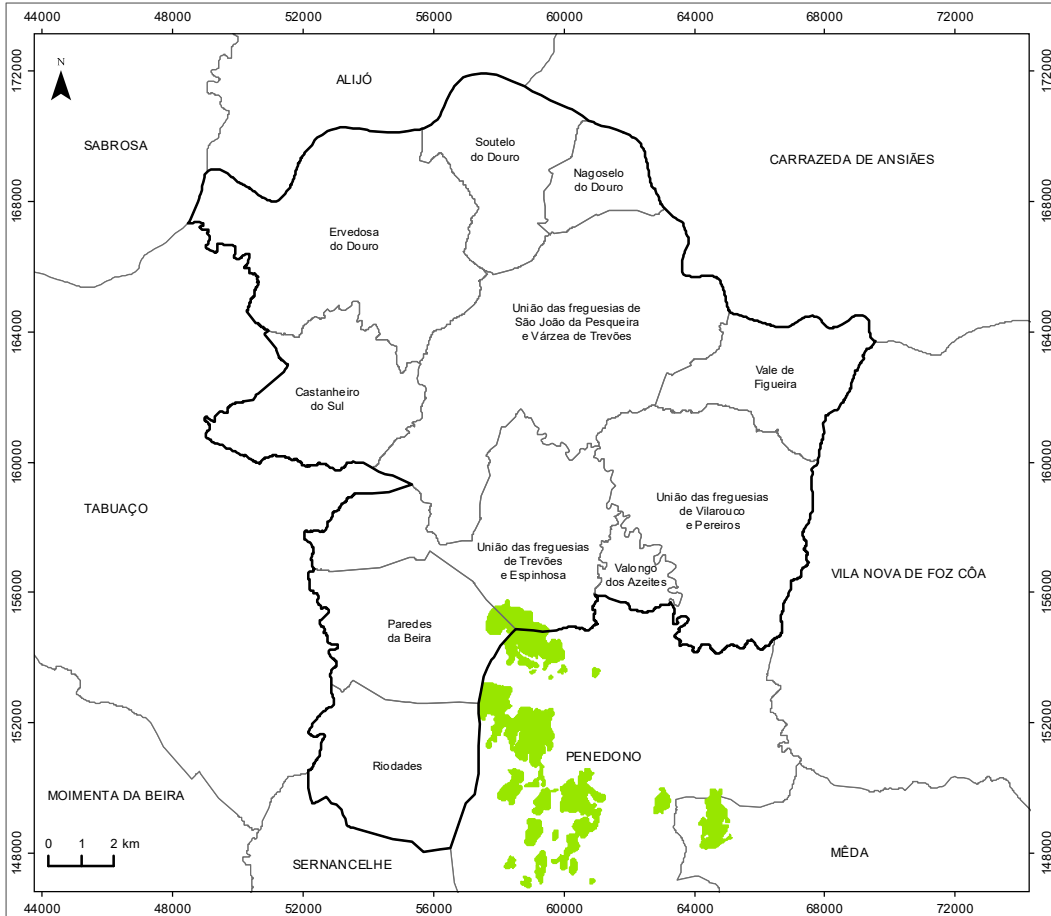 44000 48000 52000 56000 60000 64000 68000 72000
172000
168000
164000
160000
156000
152000
148000
172000
168000
164000
160000
156000
152000
148000
N
ALIJÓ
SABROSA
CARRAZEDA DE ANSIÃES
Soutelo
do Douro
Nagoselo
do Douro
Ervedosa
do Douro
União das freguesias de
São João da Pesqueira
e Várzea de Trevões
Vale de
Figueira
Castanheiro
do Sul
TABUAÇO
União das freguesias
de Vilarouco
e Pereiros
União das freguesias
de Trevões
e Espinhosa
Valongo
dos Azeites
VILA NOVA DE FOZ CÔA
Paredes
da Beira
Riodades
PENEDONO
MOIMENTA DA BEIRA
0 1 2 km
SERNANCELHE
MÊDA
44000 48000 52000 56000 60000 64000 68000 72000